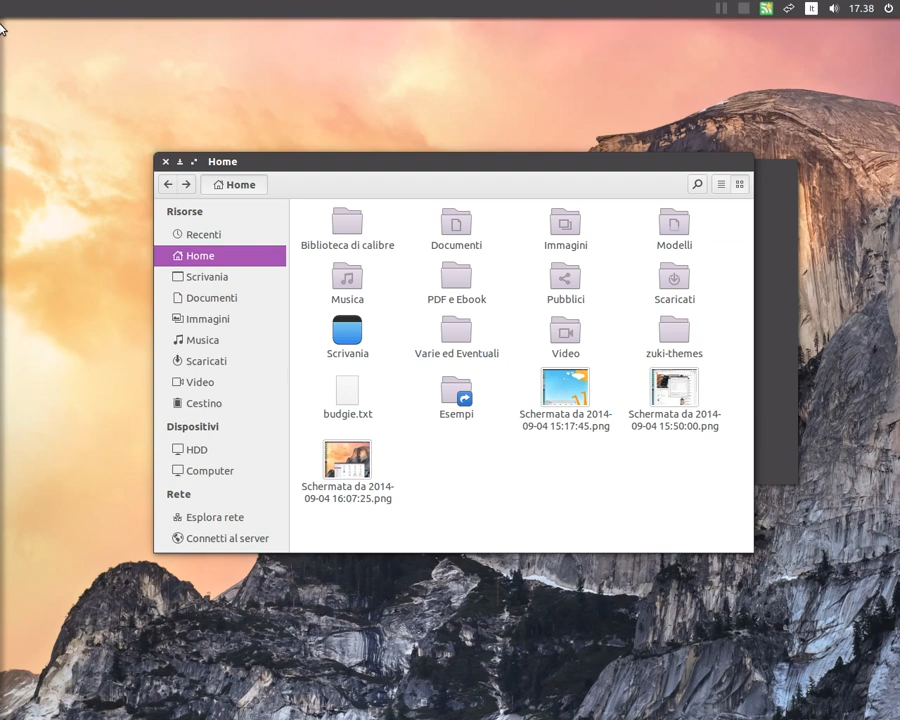 lt
17.38
Home
Home
Risorse
Recenti
Home
Scrivania
Documenti
Immagini
Musica
Scaricati
Video
Cestino
Dispositivi
HDD
Computer
Rete
Esplora rete
Connetti al server
Biblioteca di calibre
Documenti
Immagini
Modelli
Musica
PDF e Ebook
Pubblici
Scaricati
Scrivania
Varie ed Eventuali
Video
zuki-themes
budgie.txt
Esempi
Schermata da 2014-
09-04 15:17:45.png
Schermata da 2014-
09-04 15:50:00.png
Schermata da 2014-
09-04 16:07:25.png